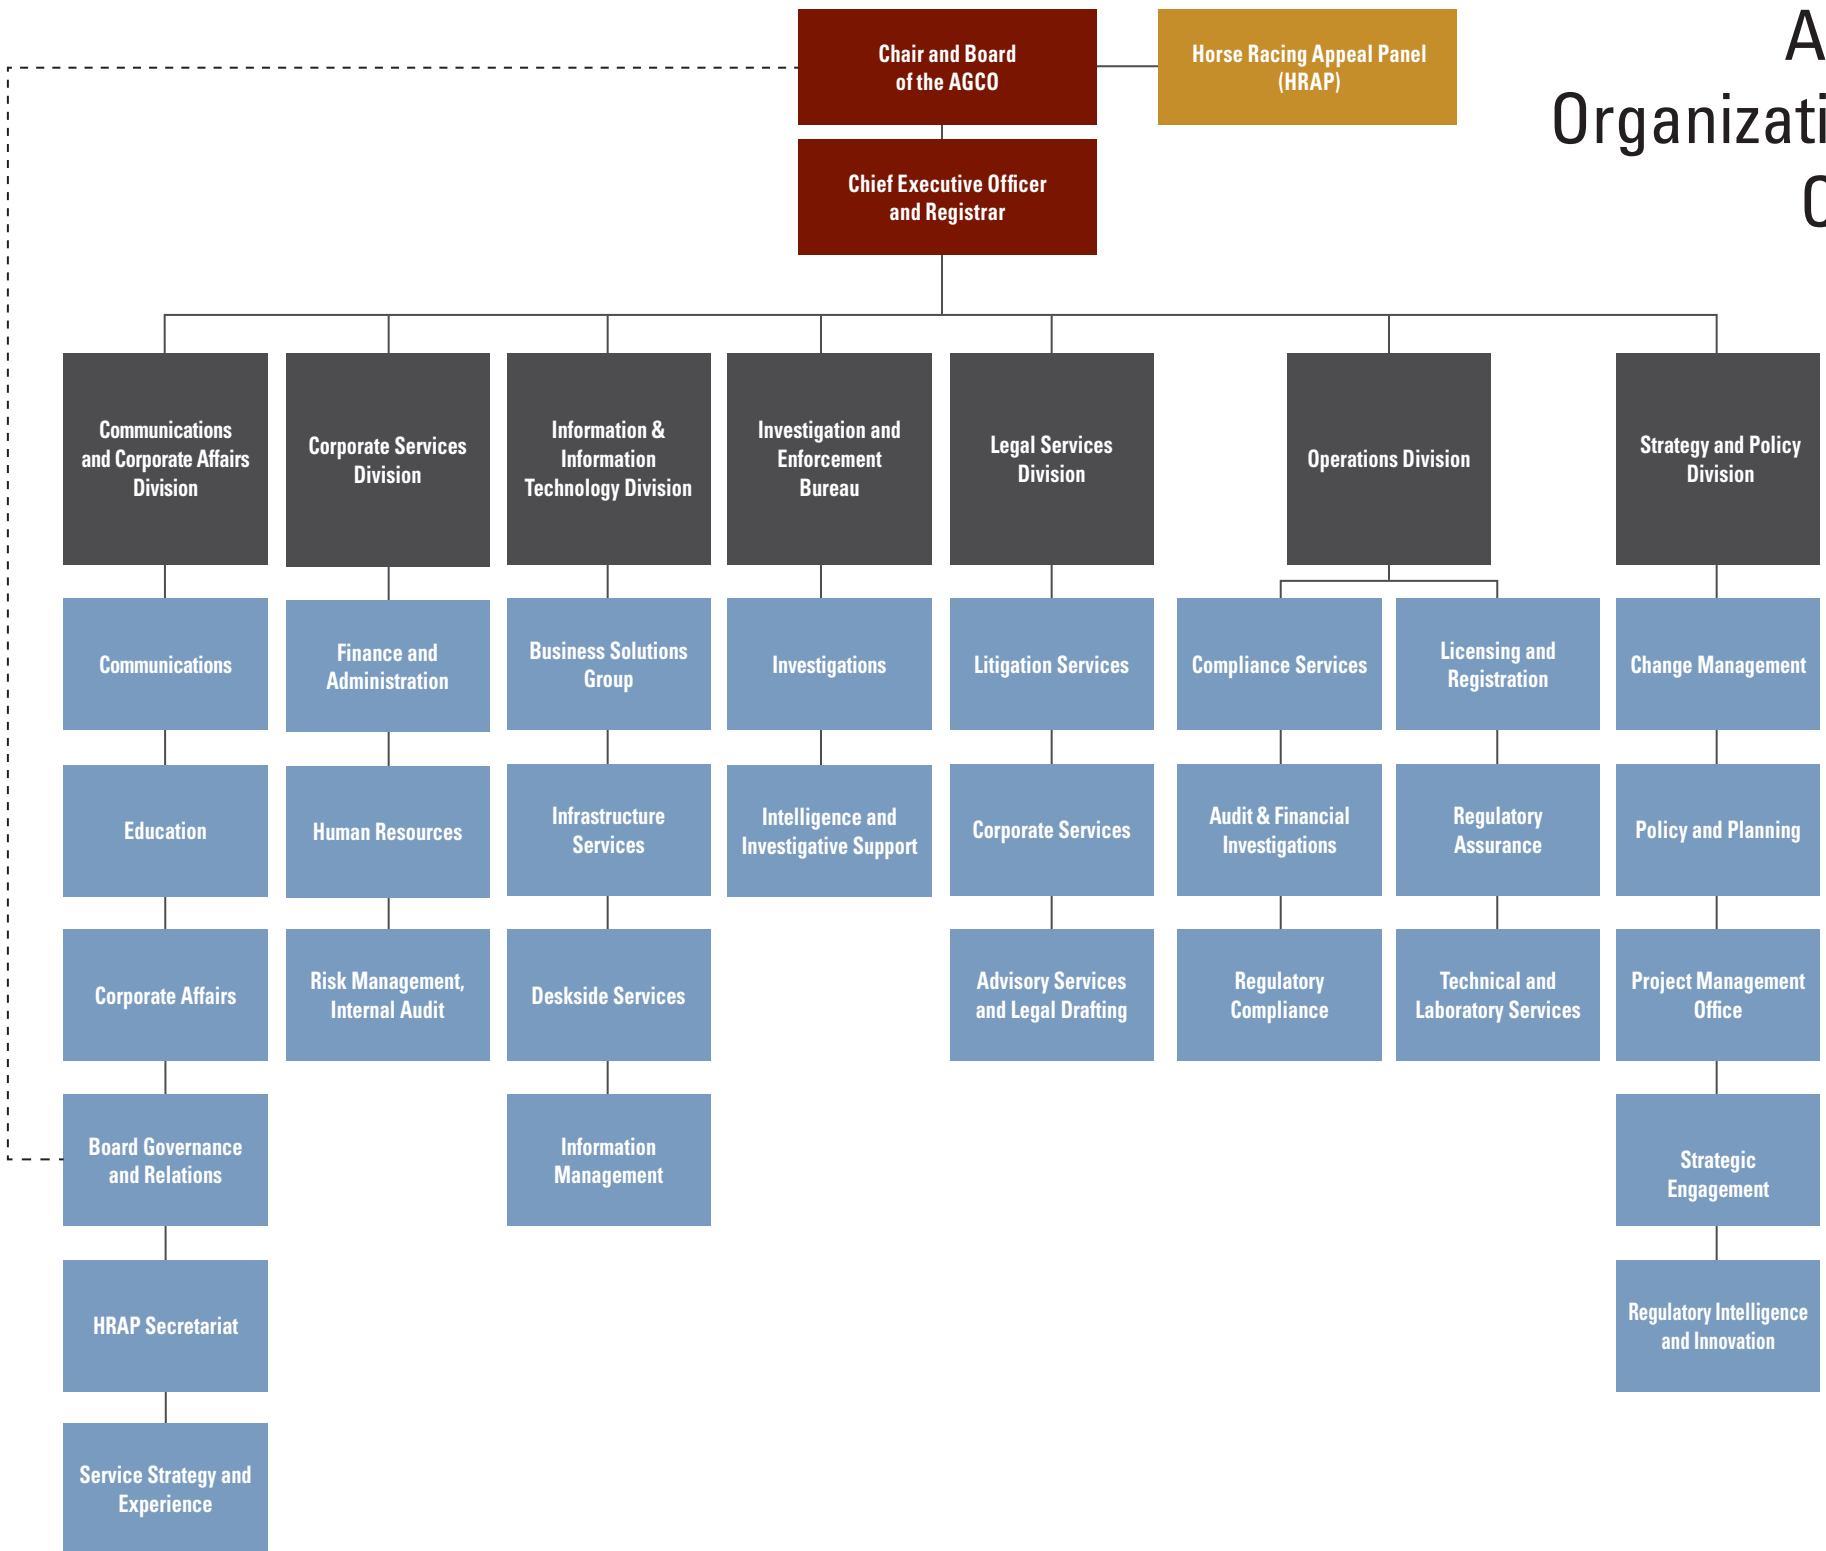 Chair and Board
of the AGCO
Horse Racing Appeal Panel
(HRAP)
A
Organizati
C
Chief Executive Officer
and Registrar
Communications
and Corporate Affairs
Division
Corporate Services
Division
Information &
Information
Technology Division
Investigation and
Enforcement
Bureau
Legal Services
Division
Operations Division
Strategy and Policy
Division
Communications
Finance and
Administration
Business Solutions
Group
Investigations
Litigation Services
Compliance Services
Licensing and
Registration
Change Management
Education
Human Resources
Infrastructure
Services
Intelligence and
Investigative Support
Corporate Services
Audit & Financial
Investigations
Regulatory
Assurance
Policy and Planning
Corporate Affairs
Risk Management,
Internal Audit
Deskside Services
Advisory Services
and Legal Drafting
Regulatory
Compliance
Technical and
Laboratory Services
Project Management
Office
Board Governance
and Relations
Information
Management
Strategic
Engagement
HRAP Secretariat
Regulatory Intelligence
and Innovation
Service Strategy and
Experience